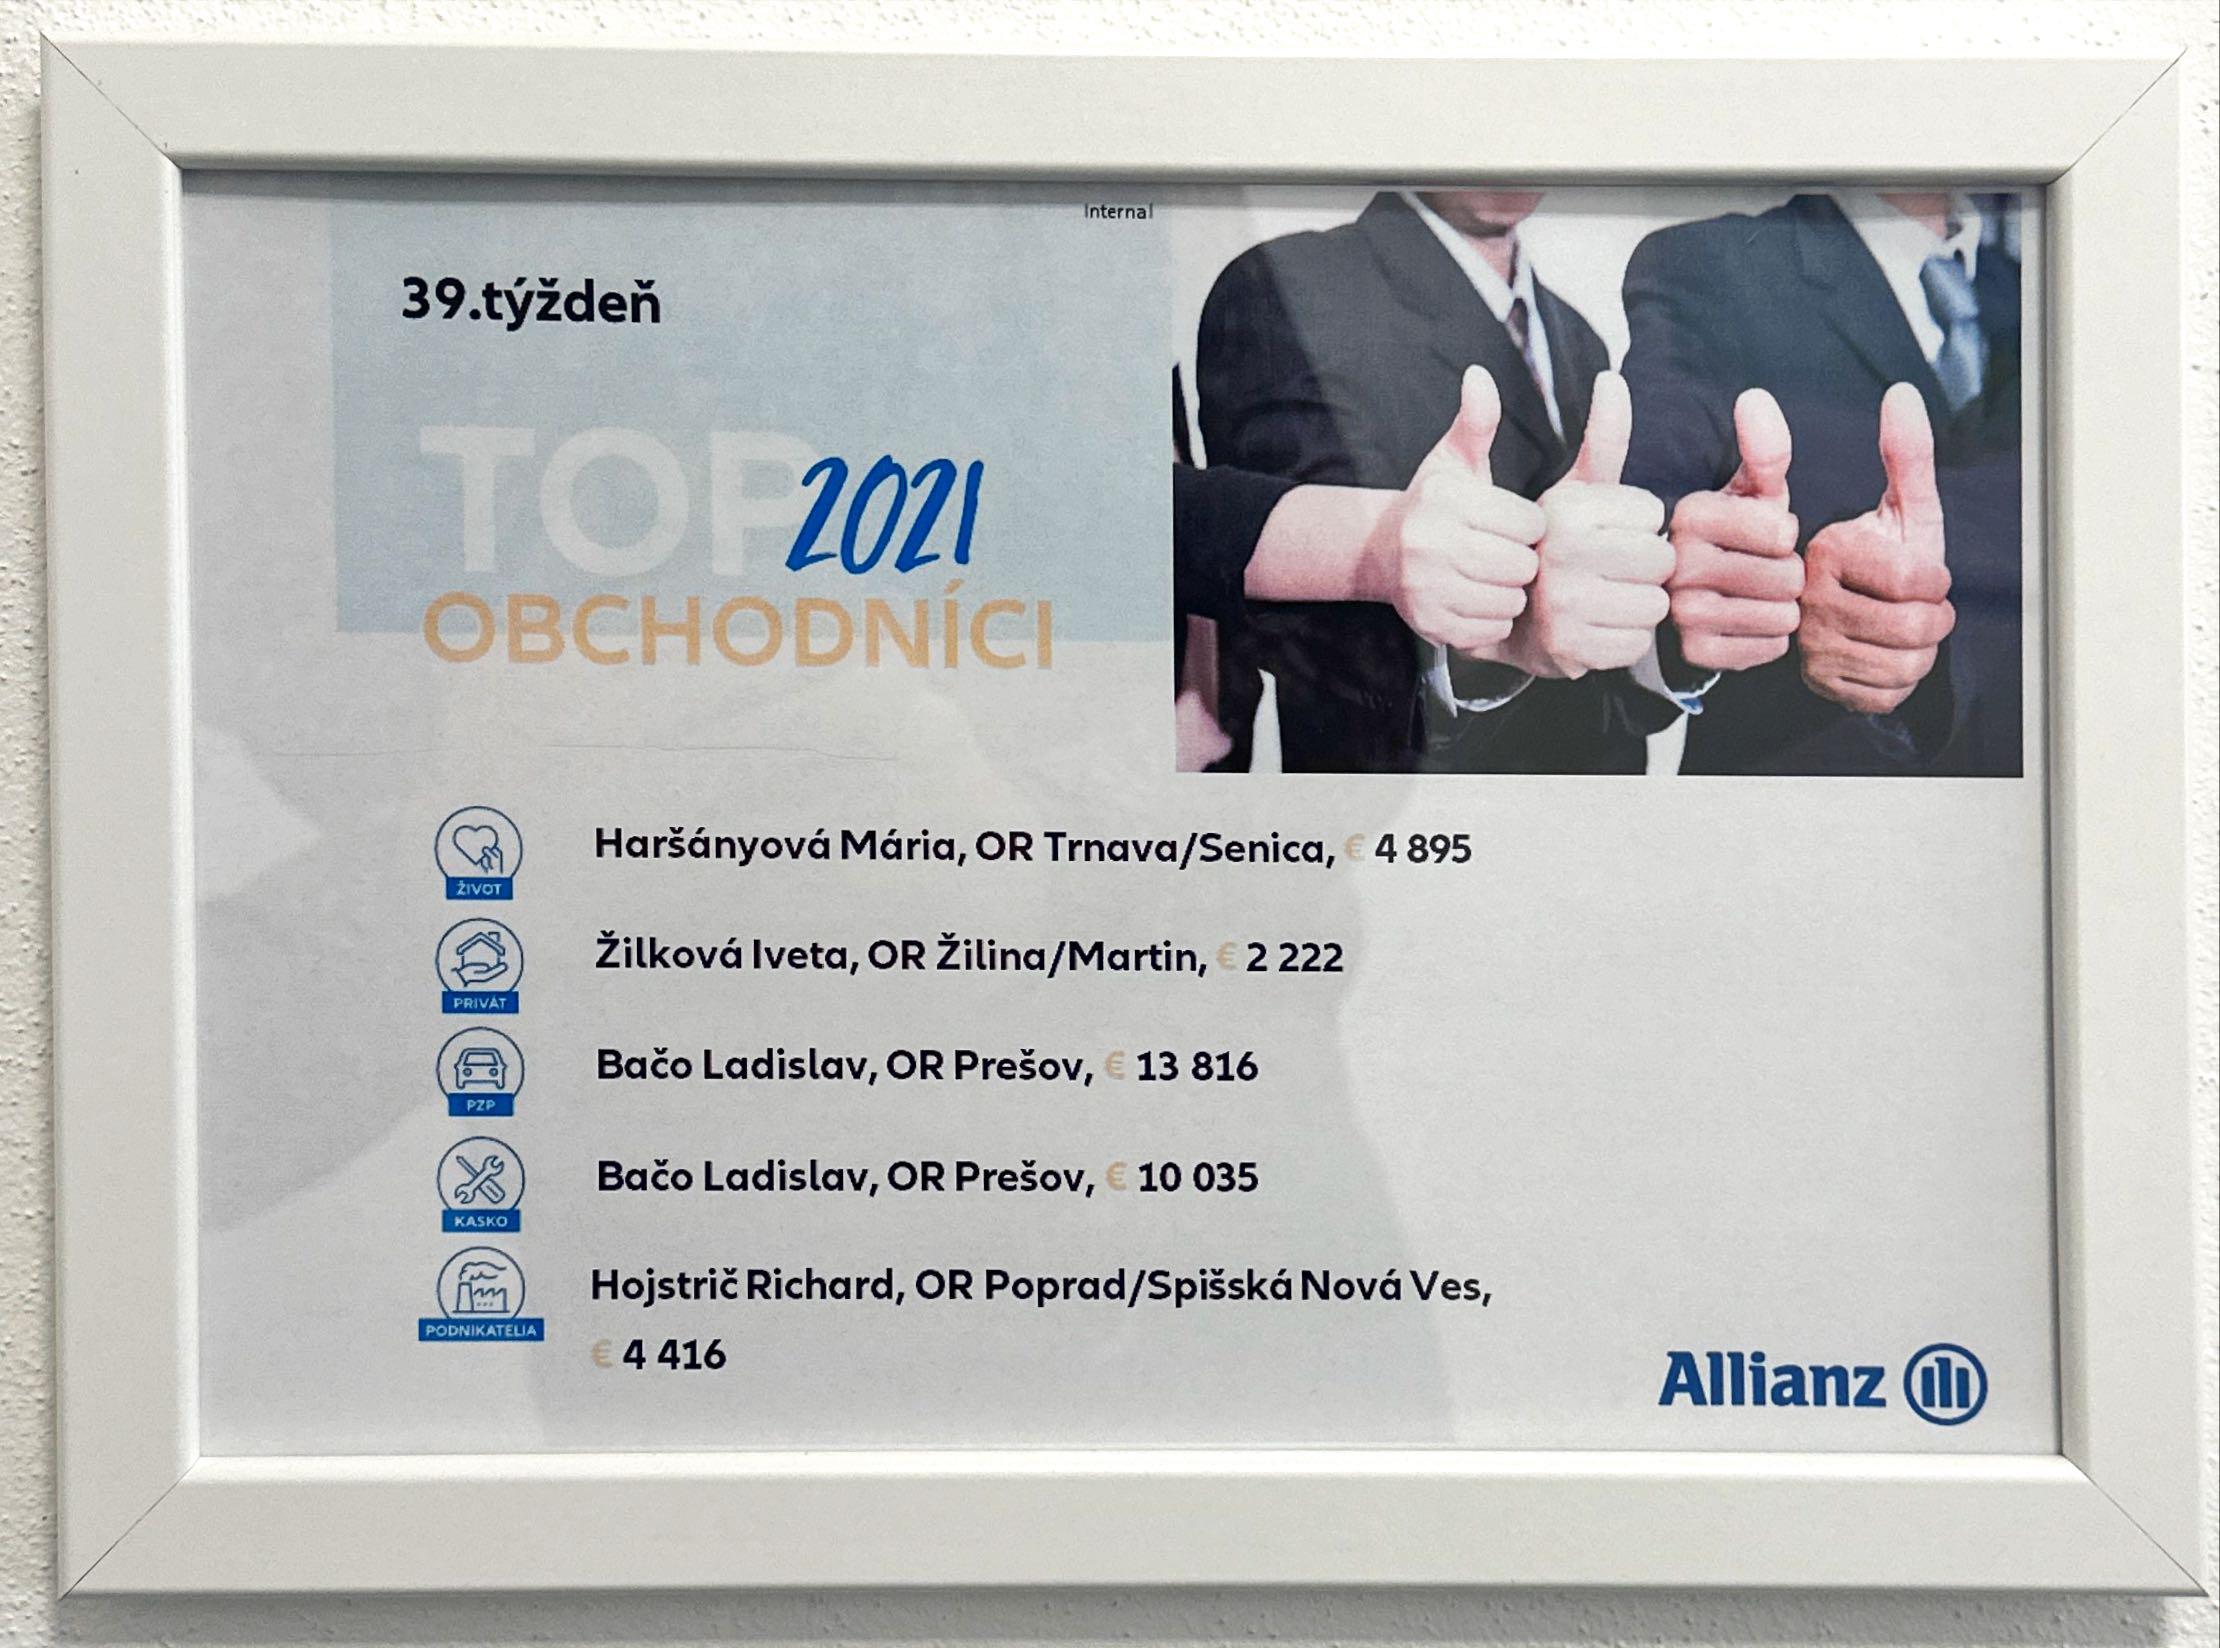 Internal
39.týždeň
TOP 2021
OBCHODNÍCI
ŽIVOT
Haršányová Mária, OR Trnava/Senica, € 4 895
PRIVÁT
Žilková Iveta, OR Žilina/Martin, € 2 222
PZP
Bačo Ladislav, OR Prešov, € 13 816
KASKO
Bačo Ladislav, OR Prešov, € 10 035
PODNIKATELIA
Hojstrič Richard, OR Poprad/Spišská Nová Ves,
€ 4 416
Allianz